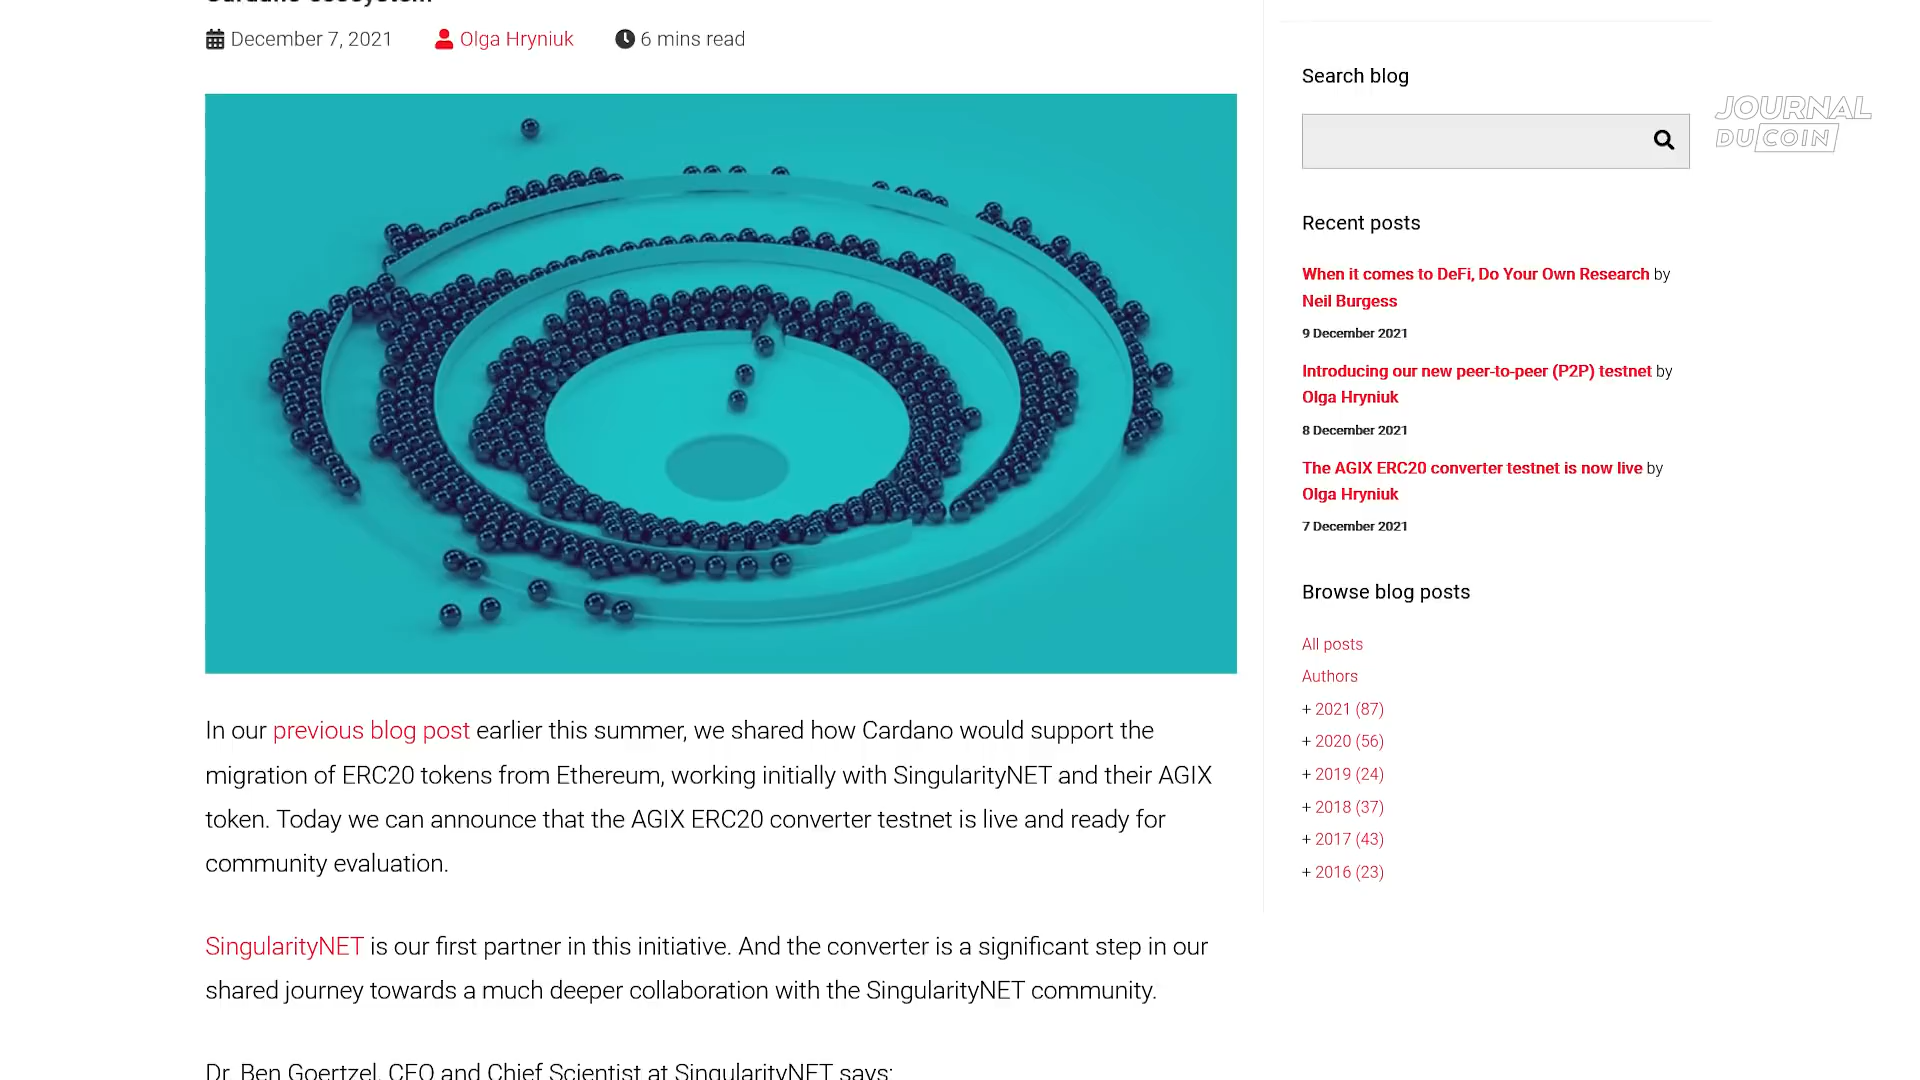 Cardano ecosystem
December 7, 2021 Olga Hryniuk 6 mins read
In our previous blog post earlier this summer, we shared how Cardano would support the
migration of ERC20 tokens from Ethereum, working initially with SingularityNET and their AGIX
token. Today we can announce that the AGIX ERC20 converter testnet is live and ready for
community evaluation.
SingularityNET is our first partner in this initiative. And the converter is a significant step in our
shared journey towards a much deeper collaboration with the SingularityNET community.
Dr. Ben Goertzel, CEO and Chief Scientist at SingularityNET says:
Search blog
Recent posts
When it comes to DeFi, Do Your Own Research by
Neil Burgess
9 December 2021
Introducing our new peer-to-peer (P2P) testnet by
Olga Hryniuk
8 December 2021
The AGIX ERC20 converter testnet is now live by
Olga Hryniuk
7 December 2021
Browse blog posts
All posts
Authors
+ 2021 (87)
+ 2020 (56)
+ 2019 (24)
+ 2018 (37)
+ 2017 (43)
+ 2016 (23)
JOURNAL
DU COIN